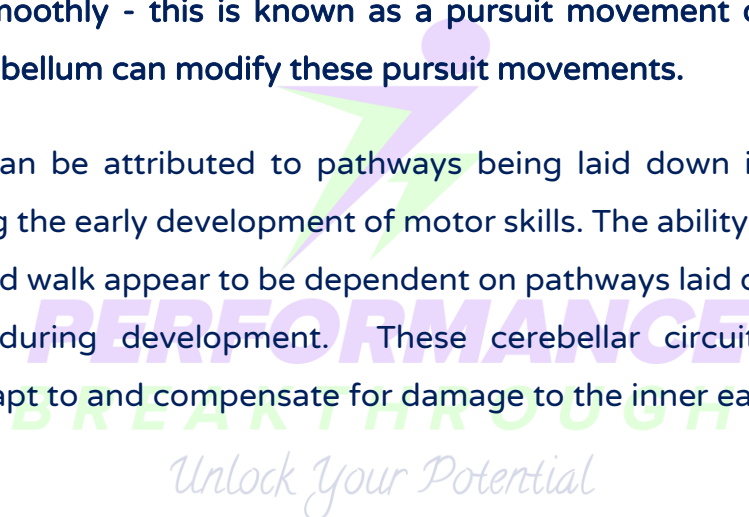 moothly - this is known as a pursuit movement
bellum can modify these pursuit movements.
an be attributed to pathways being laid down i
g the early development of motor skills. The ability
d walk appear to be dependent on pathways laid
during development. These cerebellar circuit
apt to and compensate for damage to the inner ea
PERFORMANCE
BREAKTHROUGH
Unlock Your Potential